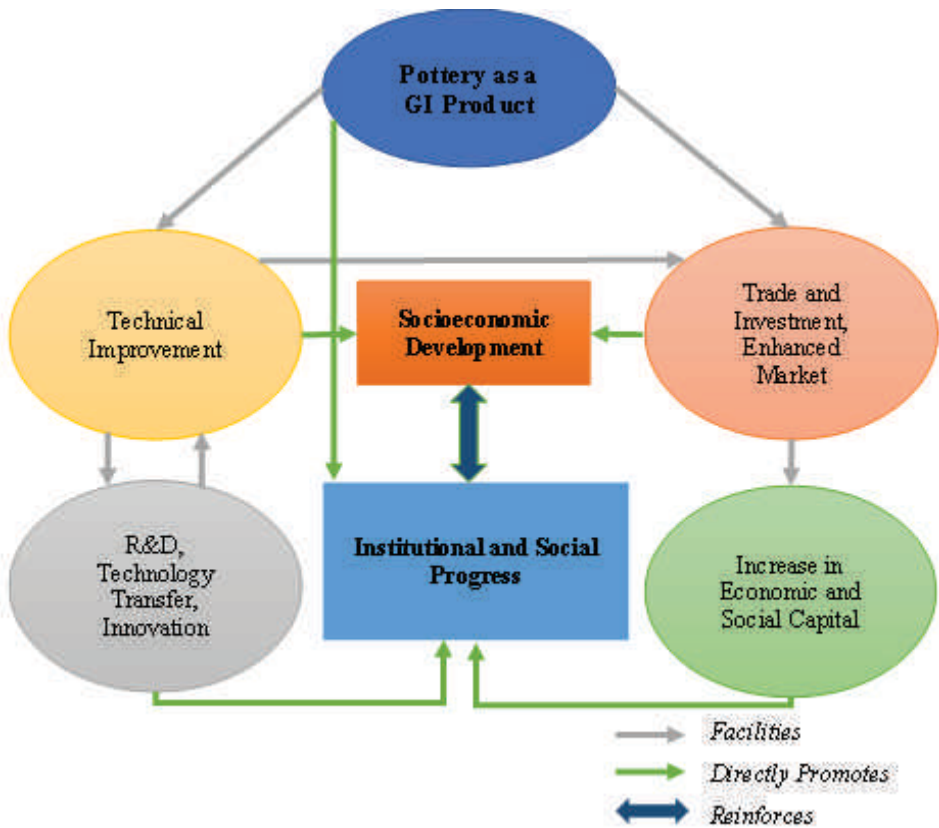 Pottery as a
GI Product
Technical
Improvement
Socioeconomic
Development
Trade and
Investment,
Enhanced
Market
R&D,
Technology
Transfer,
Innovation
Institutional and Social
Progress
Increase in
Economic and
Social Capital
Facilities
Directly Promotes
Reinforces